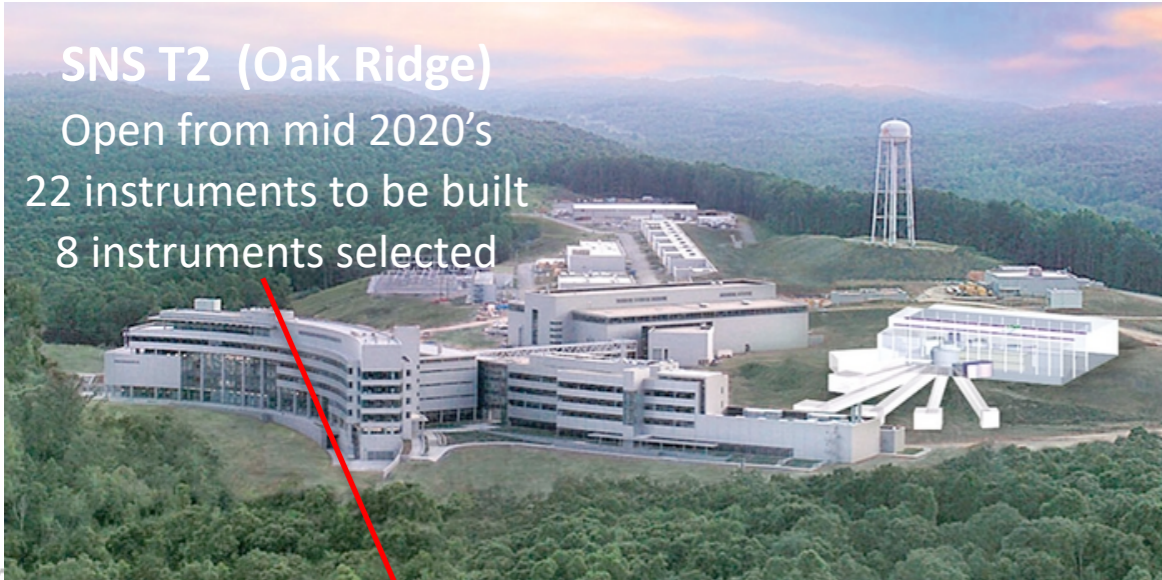 SNS T2 (Oak Ridge)
Open from mid 2020's
22 instruments to be built
8 instruments selected